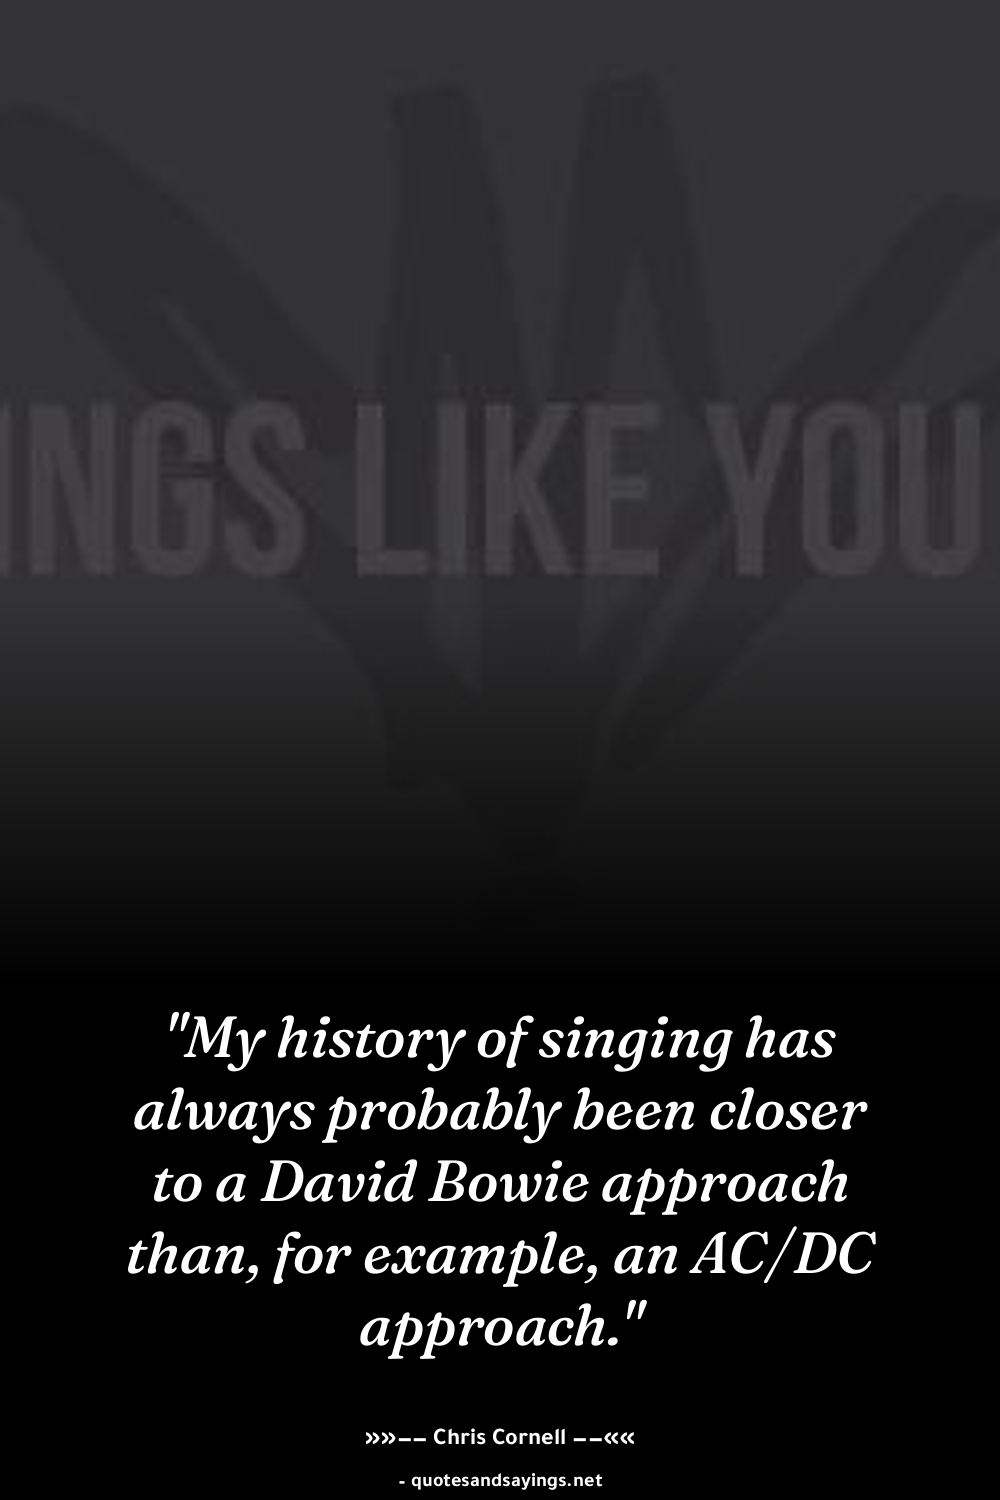 INGS LIKE YOU
"My history of singing has
always probably been closer
to a David Bowie approach
than, for example, an AC/DC
approach."
»»−− Chris Cornell −−««
- quotesandsayings.net